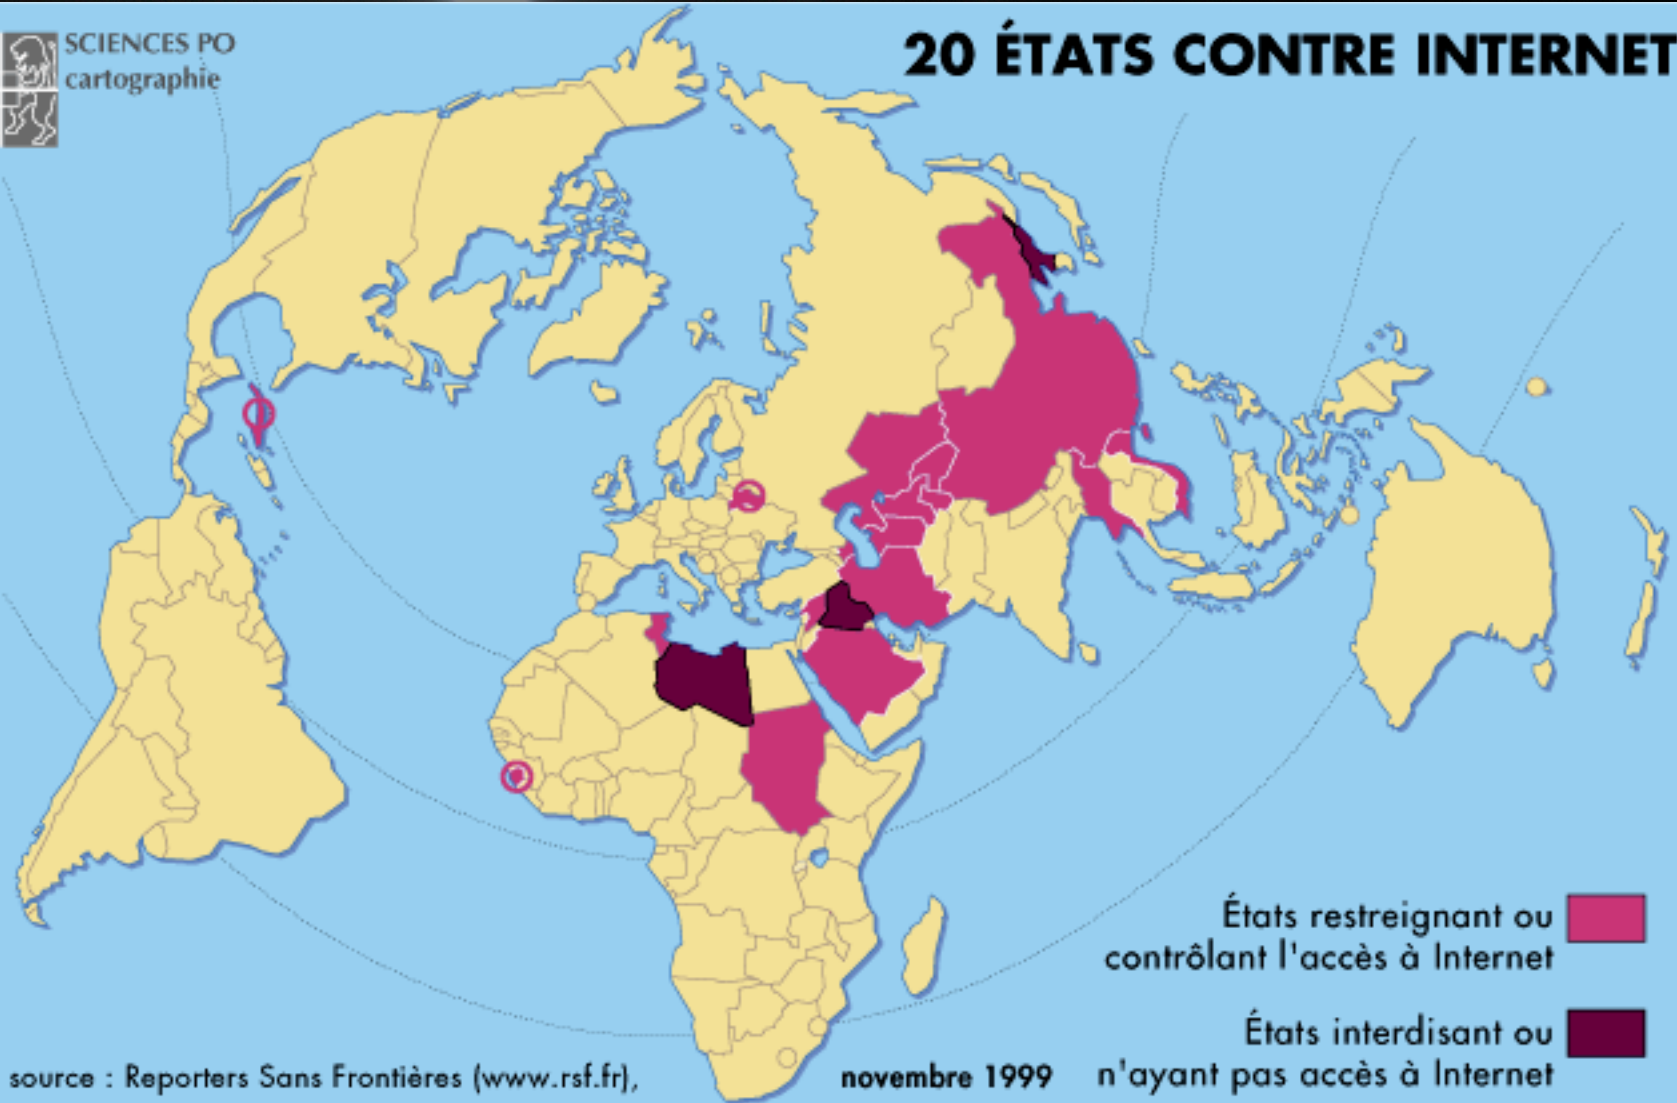 SCIENCES PO
cartographie
20 ÉTATS CONTRE INTERNET
États restreignant ou
contrôlant l'accès à Internet
États interdisant ou
n'ayant pas accès à Internet
source : Reporters Sans Frontières (www.rsf.fr),
novembre 1999